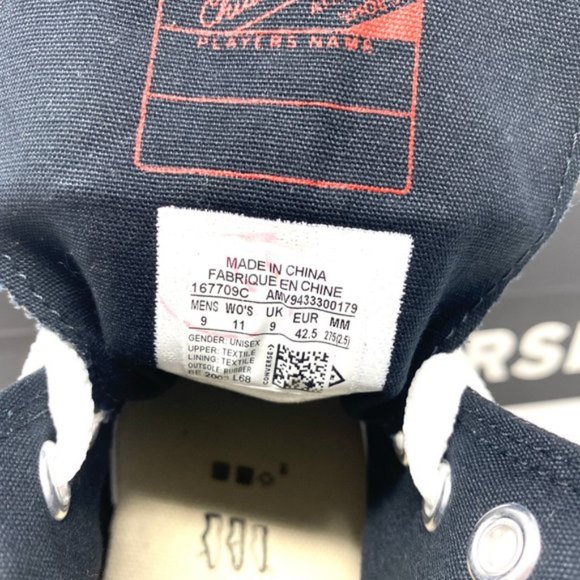 PLAYERS NAME
MADE IN CHINA
FABRIQUE EN CHINE
167709C AMV9433300179
MENS WO'S UK EUR MM
9 11 9 42.5 275(2.5)
GENDER: UNISEX
UPPER: TEXTILE
LINING: TEXTILE
OUTSOLE: RUBBER
L68
CONVERSE